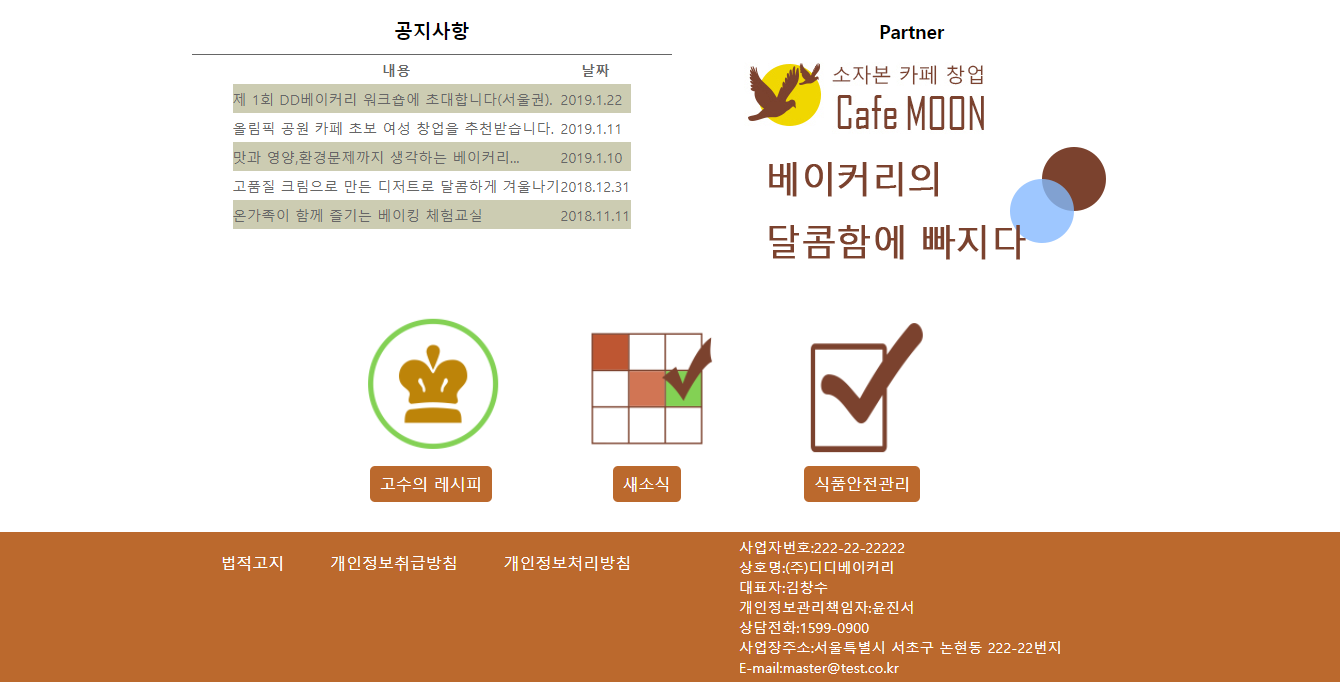 공지사항
내용 날짜
제 1회 DD베이커리 워크숍에 초대합니다(서울권). 2019.1.22
올림픽 공원 카페 초보 여성 창업을 추천받습니다. 2019.1.11
맛과 영양,환경문제까지 생각하는 베이커리... 2019.1.10
고품질 크림으로 만든 디저트로 달콤하게 겨울나기 2018.12.31
온가족이 함께 즐기는 베이킹 체험교실 2018.11.11
Partner
소자본 카페 창업
Cafe MOON
베이커리의
달콤함에 빠지다
고수의 레시피
새소식
식품안전관리
법적고지 개인정보취급방침 개인정보처리방침
사업자번호:222-22-22222
상호명:(주)디디베이커리
대표자:김창수
개인정보관리책임자:윤진서
상담전화:1599-0900
사업장주소:서울특별시 서초구 논현동 222-22번지
E-mail:master@test.co.kr